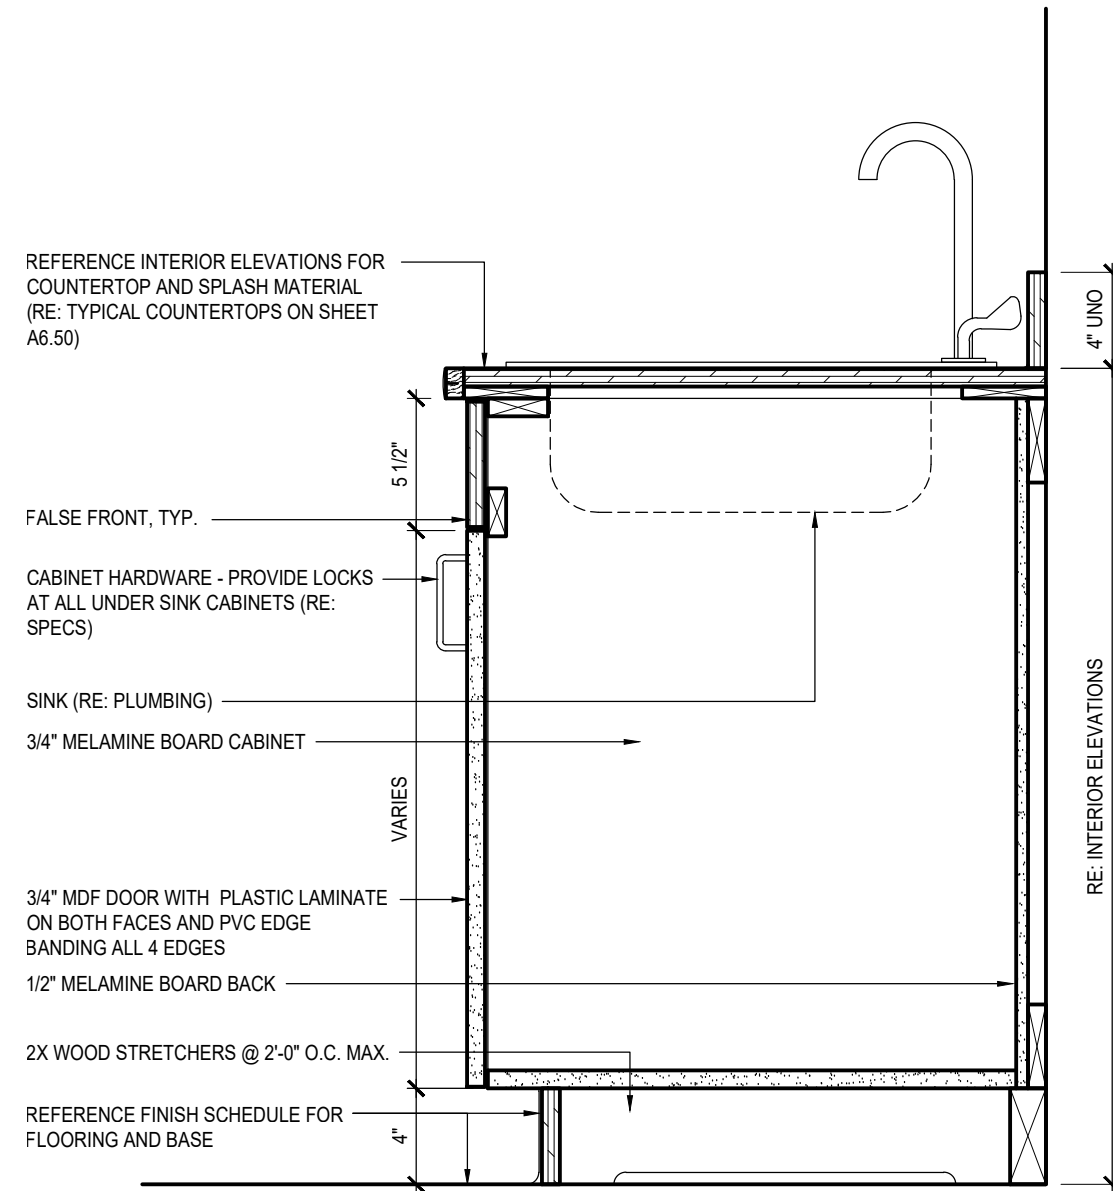 REFERENCE INTERIOR ELEVATIONS FOR
COUNTERTOP AND SPLASH MATERIAL
(RE: TYPICAL COUNTERTOPS ON SHEET
A6.50)
4" UNO
5 1/2"
FALSE FRONT, TYP.
CABINET HARDWARE - PROVIDE LOCKS
AT ALL UNDER SINK CABINETS (RE:
SPECS)
SINK (RE: PLUMBING)
3/4" MELAMINE BOARD CABINET
VARIES
RE: INTERIOR ELEVATIONS
3/4" MDF DOOR WITH PLASTIC LAMINATE
ON BOTH FACES AND PVC EDGE
BANDING ALL 4 EDGES
1/2" MELAMINE BOARD BACK
2X WOOD STRETCHERS @ 2'-0" O.C. MAX.
REFERENCE FINISH SCHEDULE FOR
FLOORING AND BASE
4"